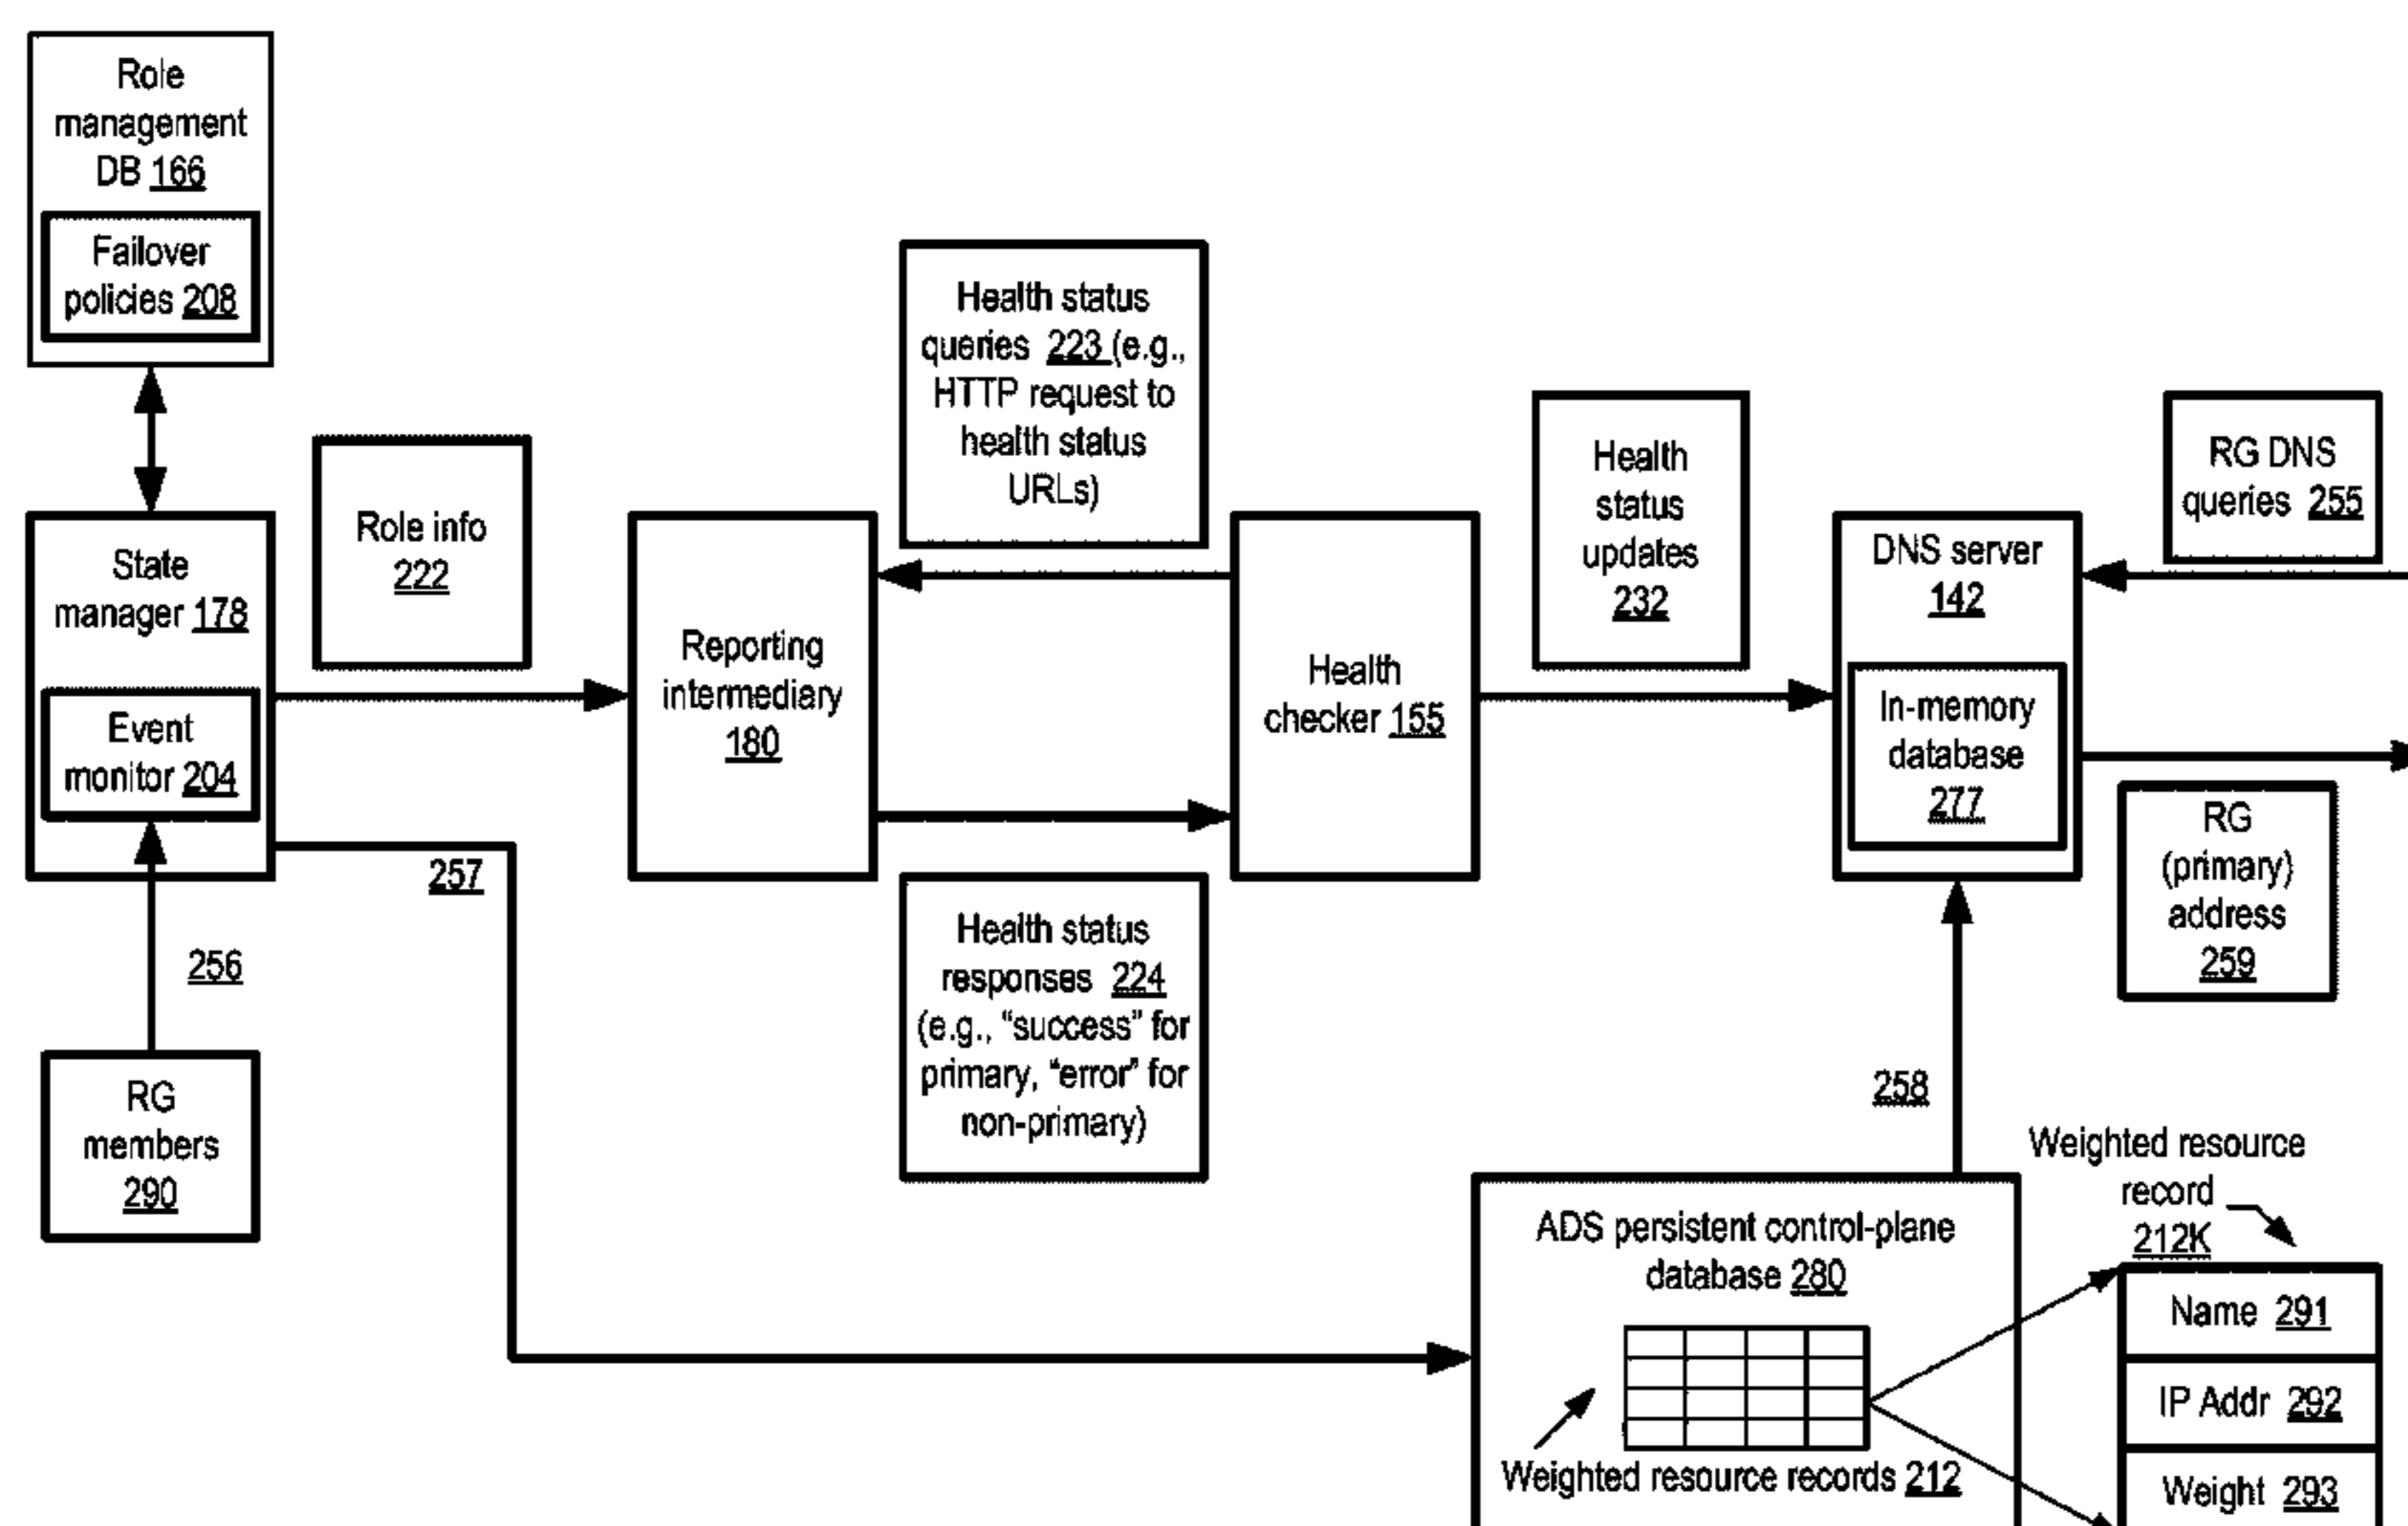 Role
management
DB 166
Failover
policies 208
State
manager 178
Event
monitor 204
256
RG
members
290
Role info
222
257
Reporting
intermediary
180
Health status
queries 223 (e.g.,
HTTP request to
health status
URLs)
Health status
responses 224
(e.g., “success” for
primary, “error” for
non-primary)
Health
checker 155
Health
status
updates
232
DNS server
142
In-memory
database
277
RG DNS
queries 255
RG
(primary)
address
259
258
ADS persistent control-plane
database 280
Weighted resource records 212
Weighted resource
record
212K
Name 291
IP Addr 292
Weight 293